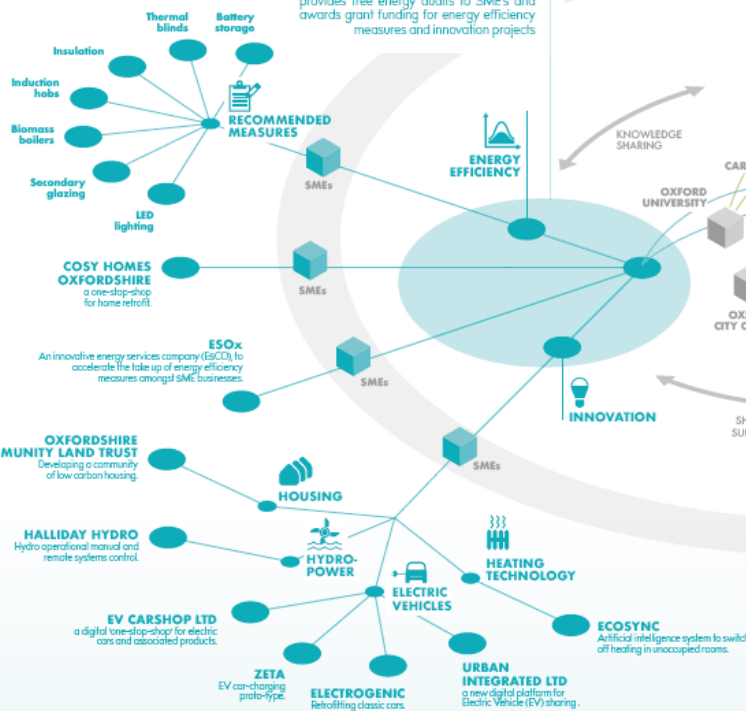 provides free energy audits to SME's and
awards grant funding for energy efficiency
measures and innovation projects
Thermal
blinds
Battery
storage
Insulation
Induction
hobs
Biomass
boilers
Secondary
glazing
LED
lighting
RECOMMENDED
MEASURES
SMEs
ENERGY
EFFICIENCY
KNOWLEDGE
SHARING
CAR
OXFORD
UNIVERSITY
COSY HOMES
OXFORDSHIRE
a one-stop-shop
for home retrofit.
SMEs
OX
CITY C
ESOx
An innovative energy services company (EsCO), to
accelerate the take up of energy efficiency
measures amongst SME businesses.
SMEs
INNOVATION
SH
SU
OXFORDSHIRE
MUNITY LAND TRUST
Developing a community
of low carbon housing.
SMEs
HOUSING
HALLIDAY HYDRO
Hydro operational manual and
remote systems control.
HYDRO-
POWER
HEATING
TECHNOLOGY
ELECTRIC
VEHICLES
EV CARSHOP LTD
a digital 'one-stop-shop' for electric
cars and associated products.
ECOSYNC
Artificial intelligence system to switch
off heating in unoccupied rooms.
ZETA
EV car-charging
proto-type.
ELECTROGENIC
Retrofitting classic cars.
URBAN
INTEGRATED LTD
a new digital platform for
Electric Vehicle (EV) sharing .